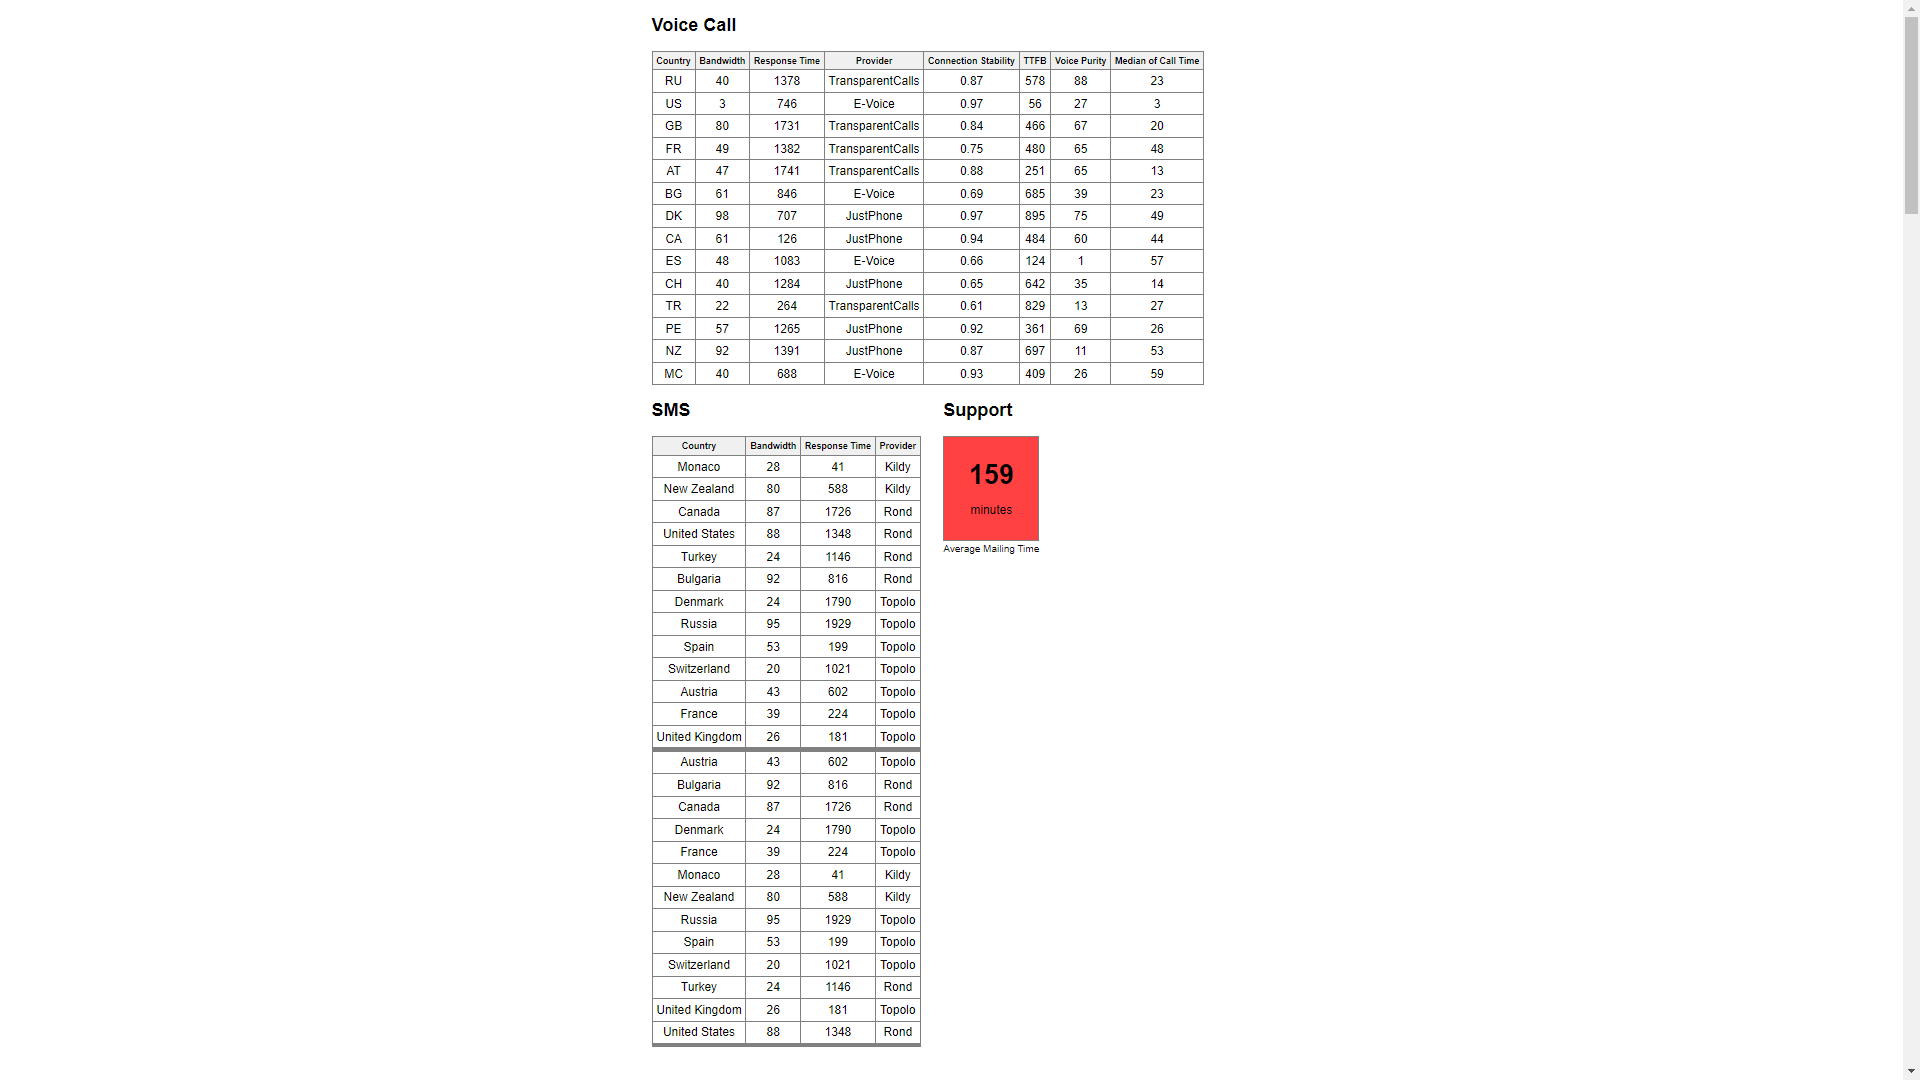 Voice Call
Country Bandwidth Response Time Provider Connection Stability TTFB Voice Purity Median of Call Time
RU 40 1378 TransparentCalls 0.87 578 88 23
US 3 746 E-Voice 0.97 56 27 3
GB 80 1731 TransparentCalls 0.84 466 67 20
FR 49 1382 TransparentCalls 0.75 480 65 48
AT 47 1741 TransparentCalls 0.88 251 65 13
BG 61 846 E-Voice 0.69 685 39 23
DK 98 707 JustPhone 0.97 895 75 49
CA 61 126 JustPhone 0.94 484 60 44
ES 48 1083 E-Voice 0.66 124 1 57
CH 40 1284 JustPhone 0.65 642 35 14
TR 22 264 TransparentCalls 0.61 829 13 27
PE 57 1265 JustPhone 0.92 361 69 26
NZ 92 1391 JustPhone 0.87 697 11 53
MC 40 688 E-Voice 0.93 409 26 59
SMS
Country Bandwidth Response Time Provider
Monaco 28 41 Kildy
New Zealand 80 588 Kildy
Canada 87 1726 Rond
United States 88 1348 Rond
Turkey 24 1146 Rond
Bulgaria 92 816 Rond
Denmark 24 1790 Topolo
Russia 95 1929 Topolo
Spain 53 199 Topolo
Switzerland 20 1021 Topolo
Austria 43 602 Topolo
France 39 224 Topolo
United Kingdom 26 181 Topolo
Austria 43 602 Topolo
Bulgaria 92 816 Rond
Canada 87 1726 Rond
Denmark 24 1790 Topolo
France 39 224 Topolo
Monaco 28 41 Kildy
New Zealand 80 588 Kildy
Russia 95 1929 Topolo
Spain 53 199 Topolo
Switzerland 20 1021 Topolo
Turkey 24 1146 Rond
United Kingdom 26 181 Topolo
United States 88 1348 Rond
Support
159
minutes
Average Mailing Time